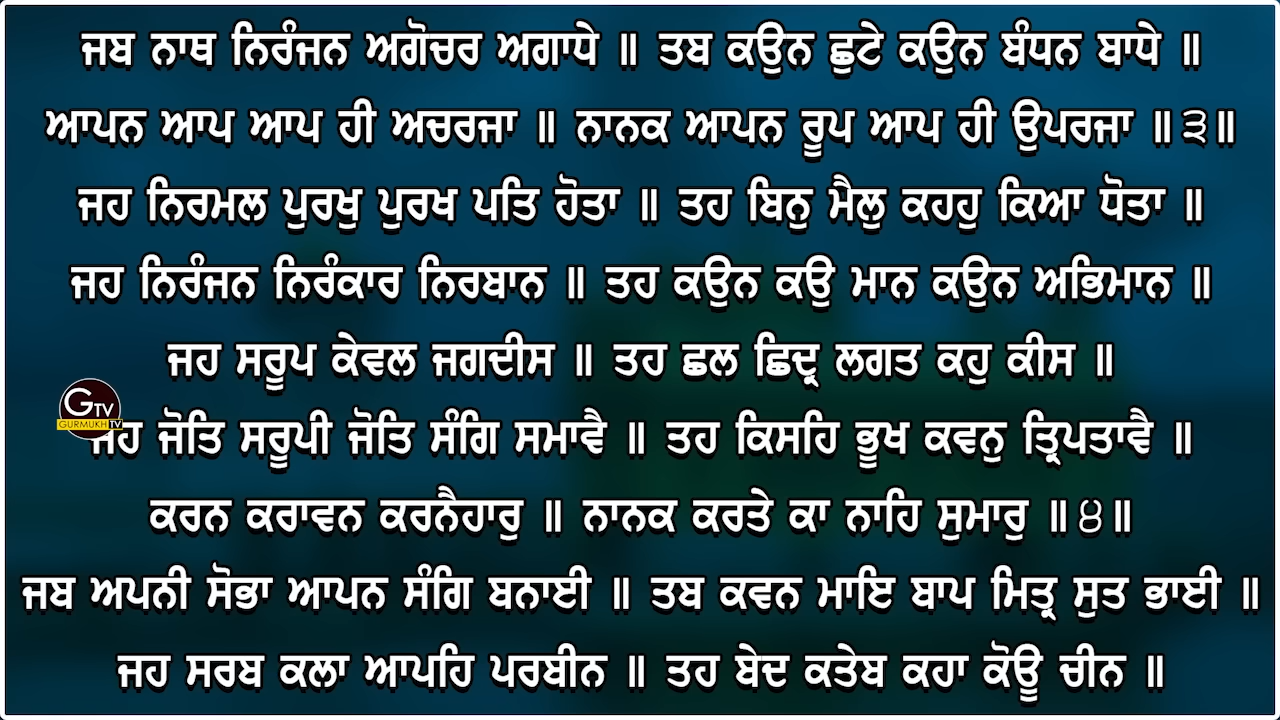 ਜਬ ਨਾਥ ਨਿਰੰਜਨ ਅਗੋਚਰ ਅਗਾਧੇ ॥ ਤਬ ਕਉਨ ਛੁਟੇ ਕਉਨ ਬੰਧਨ ਬਾਧੇ ॥
ਆਪਨ ਆਪ ਆਪ ਹੀ ਅਚਰਜਾ ॥ ਨਾਨਕ ਆਪਨ ਰੂਪ ਆਪ ਹੀ ਉਪਰਜਾ ॥੩॥
ਜਹ ਨਿਰਮਲ ਪੁਰਖੁ ਪੁਰਖ ਪਤਿ ਹੋਤਾ ॥ ਤਹ ਬਿਨੁ ਮੈਲੁ ਕਹਹੁ ਕਿਆ ਧੋਤਾ ॥
ਜਹ ਨਿਰੰਜਨ ਨਿਰੰਕਾਰ ਨਿਰਬਾਨ ॥ ਤਹ ਕਉਨ ਕਉ ਮਾਨ ਕਉਨ ਅਭਿਮਾਨ ॥
ਜਹ ਸਰੂਪ ਕੇਵਲ ਜਗਦੀਸ ॥ ਤਹ ਛਲ ਛਿਦ੍ਰ ਲਗਤ ਕਹੁ ਕੀਸ ॥
GTV
GURMUKH TV
ਜਹ ਜੋਤਿ ਸਰੂਪੀ ਜੋਤਿ ਸੰਗਿ ਸਮਾਵੈ ॥ ਤਹ ਕਿਸਹਿ ਭੂਖ ਕਵਨੁ ਤ੍ਰਿਪਤਾਵੈ ॥
ਕਰਨ ਕਰਾਵਨ ਕਰਨੈਹਾਰੁ ॥ ਨਾਨਕ ਕਰਤੇ ਕਾ ਨਾਹਿ ਸੁਮਾਰੁ ॥੪॥
ਜਬ ਅਪਨੀ ਸੋਭਾ ਆਪਨ ਸੰਗਿ ਬਨਾਈ ॥ ਤਬ ਕਵਨ ਮਾਇ ਬਾਪ ਮਿਤ੍ਰ ਸੁਤ ਭਾਈ ॥
ਜਹ ਸਰਬ ਕਲਾ ਆਪਹਿ ਪਰਬੀਨ ॥ ਤਹ ਬੇਦ ਕਤੇਬ ਕਹਾ ਕੋਊ ਚੀਨ ॥